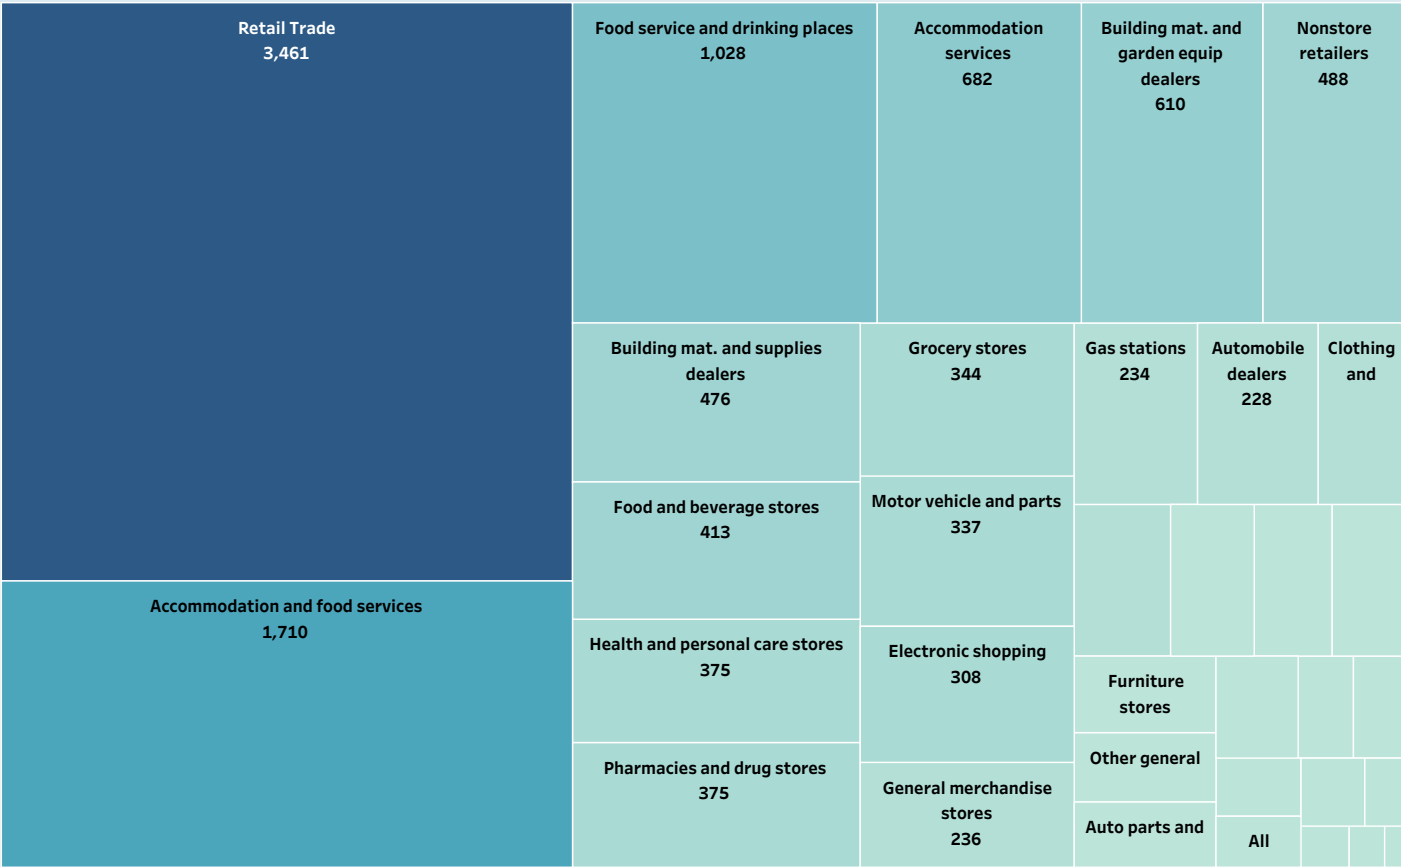 Retail Trade
3,461
Accommodation and food services
1,710
Food service and drinking places
1,028
Accommodation
services
682
Building mat. and
garden equip
dealers
610
Nonstore
retailers
488
Building mat. and supplies
dealers
476
Food and beverage stores
413
Health and personal care stores
375
Pharmacies and drug stores
375
Grocery stores
344
Motor vehicle and parts
337
Electronic shopping
308
General merchandise
stores
236
Gas stations
234
Automobile
dealers
228
Clothing
and
Furniture
stores
Other general
Auto parts and
All